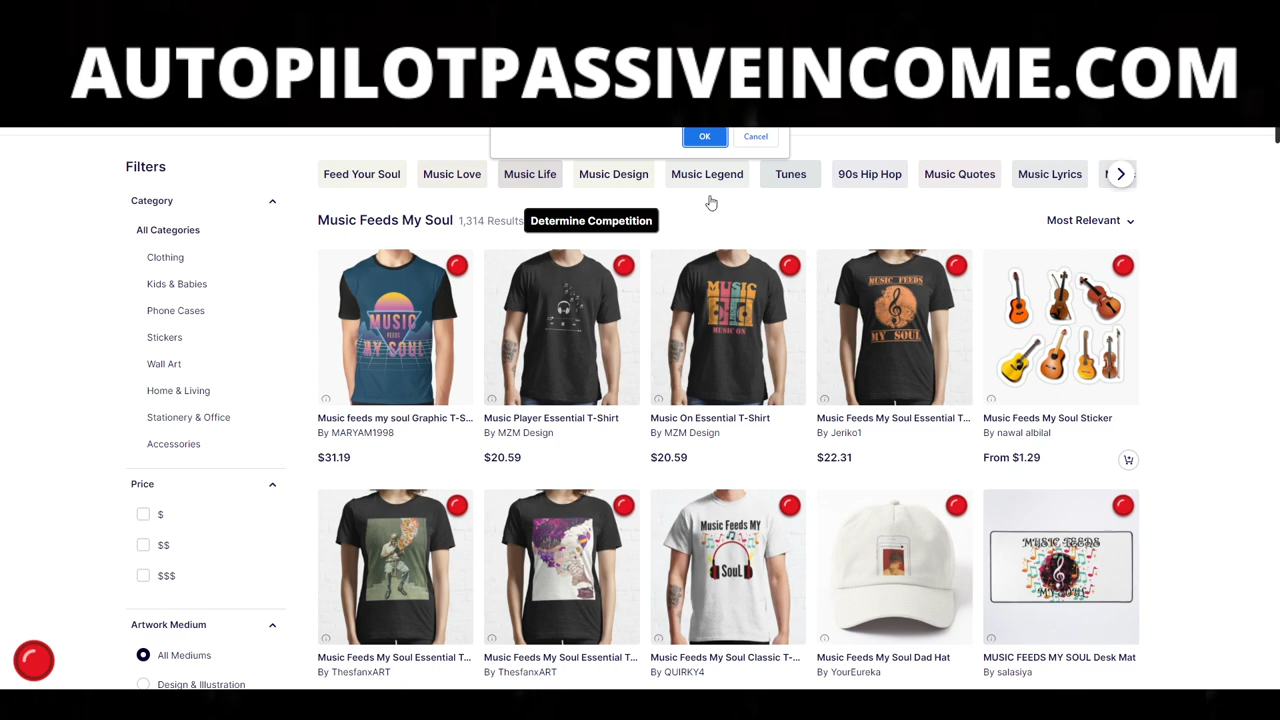 AUTOPILOTPASSIVEINCOME.COM
OK
Cancel
Filters
Feed Your Soul
Music Love
Music Life
Music Design
Music Legend
Tunes
90s Hip Hop
Music Quotes
Music Lyrics
Category
Music Feeds My Soul
1,314 Results
Determine Competition
Most Relevant
All Categories
Clothing
Kids & Babies
Phone Cases
Stickers
Wall Art
Home & Living
Stationery & Office
Accessories
MUSIC
FEEDS
MY SOUL
MUSIC
MUSIC ON
MUSIC FEEDS
MY SOUL
Music feeds my soul Graphic T-S...
By MARYAM1998
$31.19
Music Player Essential T-Shirt
By MZM Design
$20.59
Music On Essential T-Shirt
By MZM Design
$20.59
Music Feeds My Soul Essential T...
By Jeriko1
$22.31
Music Feeds My Soul Sticker
By nawal albilal
From $1.29
Price
$
$$
$$$
Music Feeds MY
SouL
MUSIC FEEDS
MY SOUL
Artwork Medium
All Mediums
Design & Illustration
Music Feeds My Soul Essential T...
By ThesfanxART
Music Feeds My Soul Essential T...
By ThesfanxART
Music Feeds My Soul Classic T-...
By QUIRKY4
Music Feeds My Soul Dad Hat
By YourEureka
MUSIC FEEDS MY SOUL Desk Mat
By salasiya